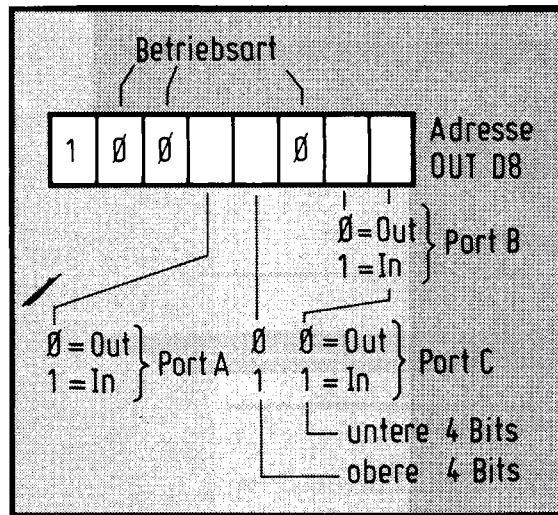 Betriebsart
1 Ø Ø Ø
Adresse
OUT D8
Ø = Out
1 = In
Port B
Ø = Out
1 = In
Port A
Ø
1
Ø = Out
1 = In
Port C
untere 4 Bits
obere 4 Bits